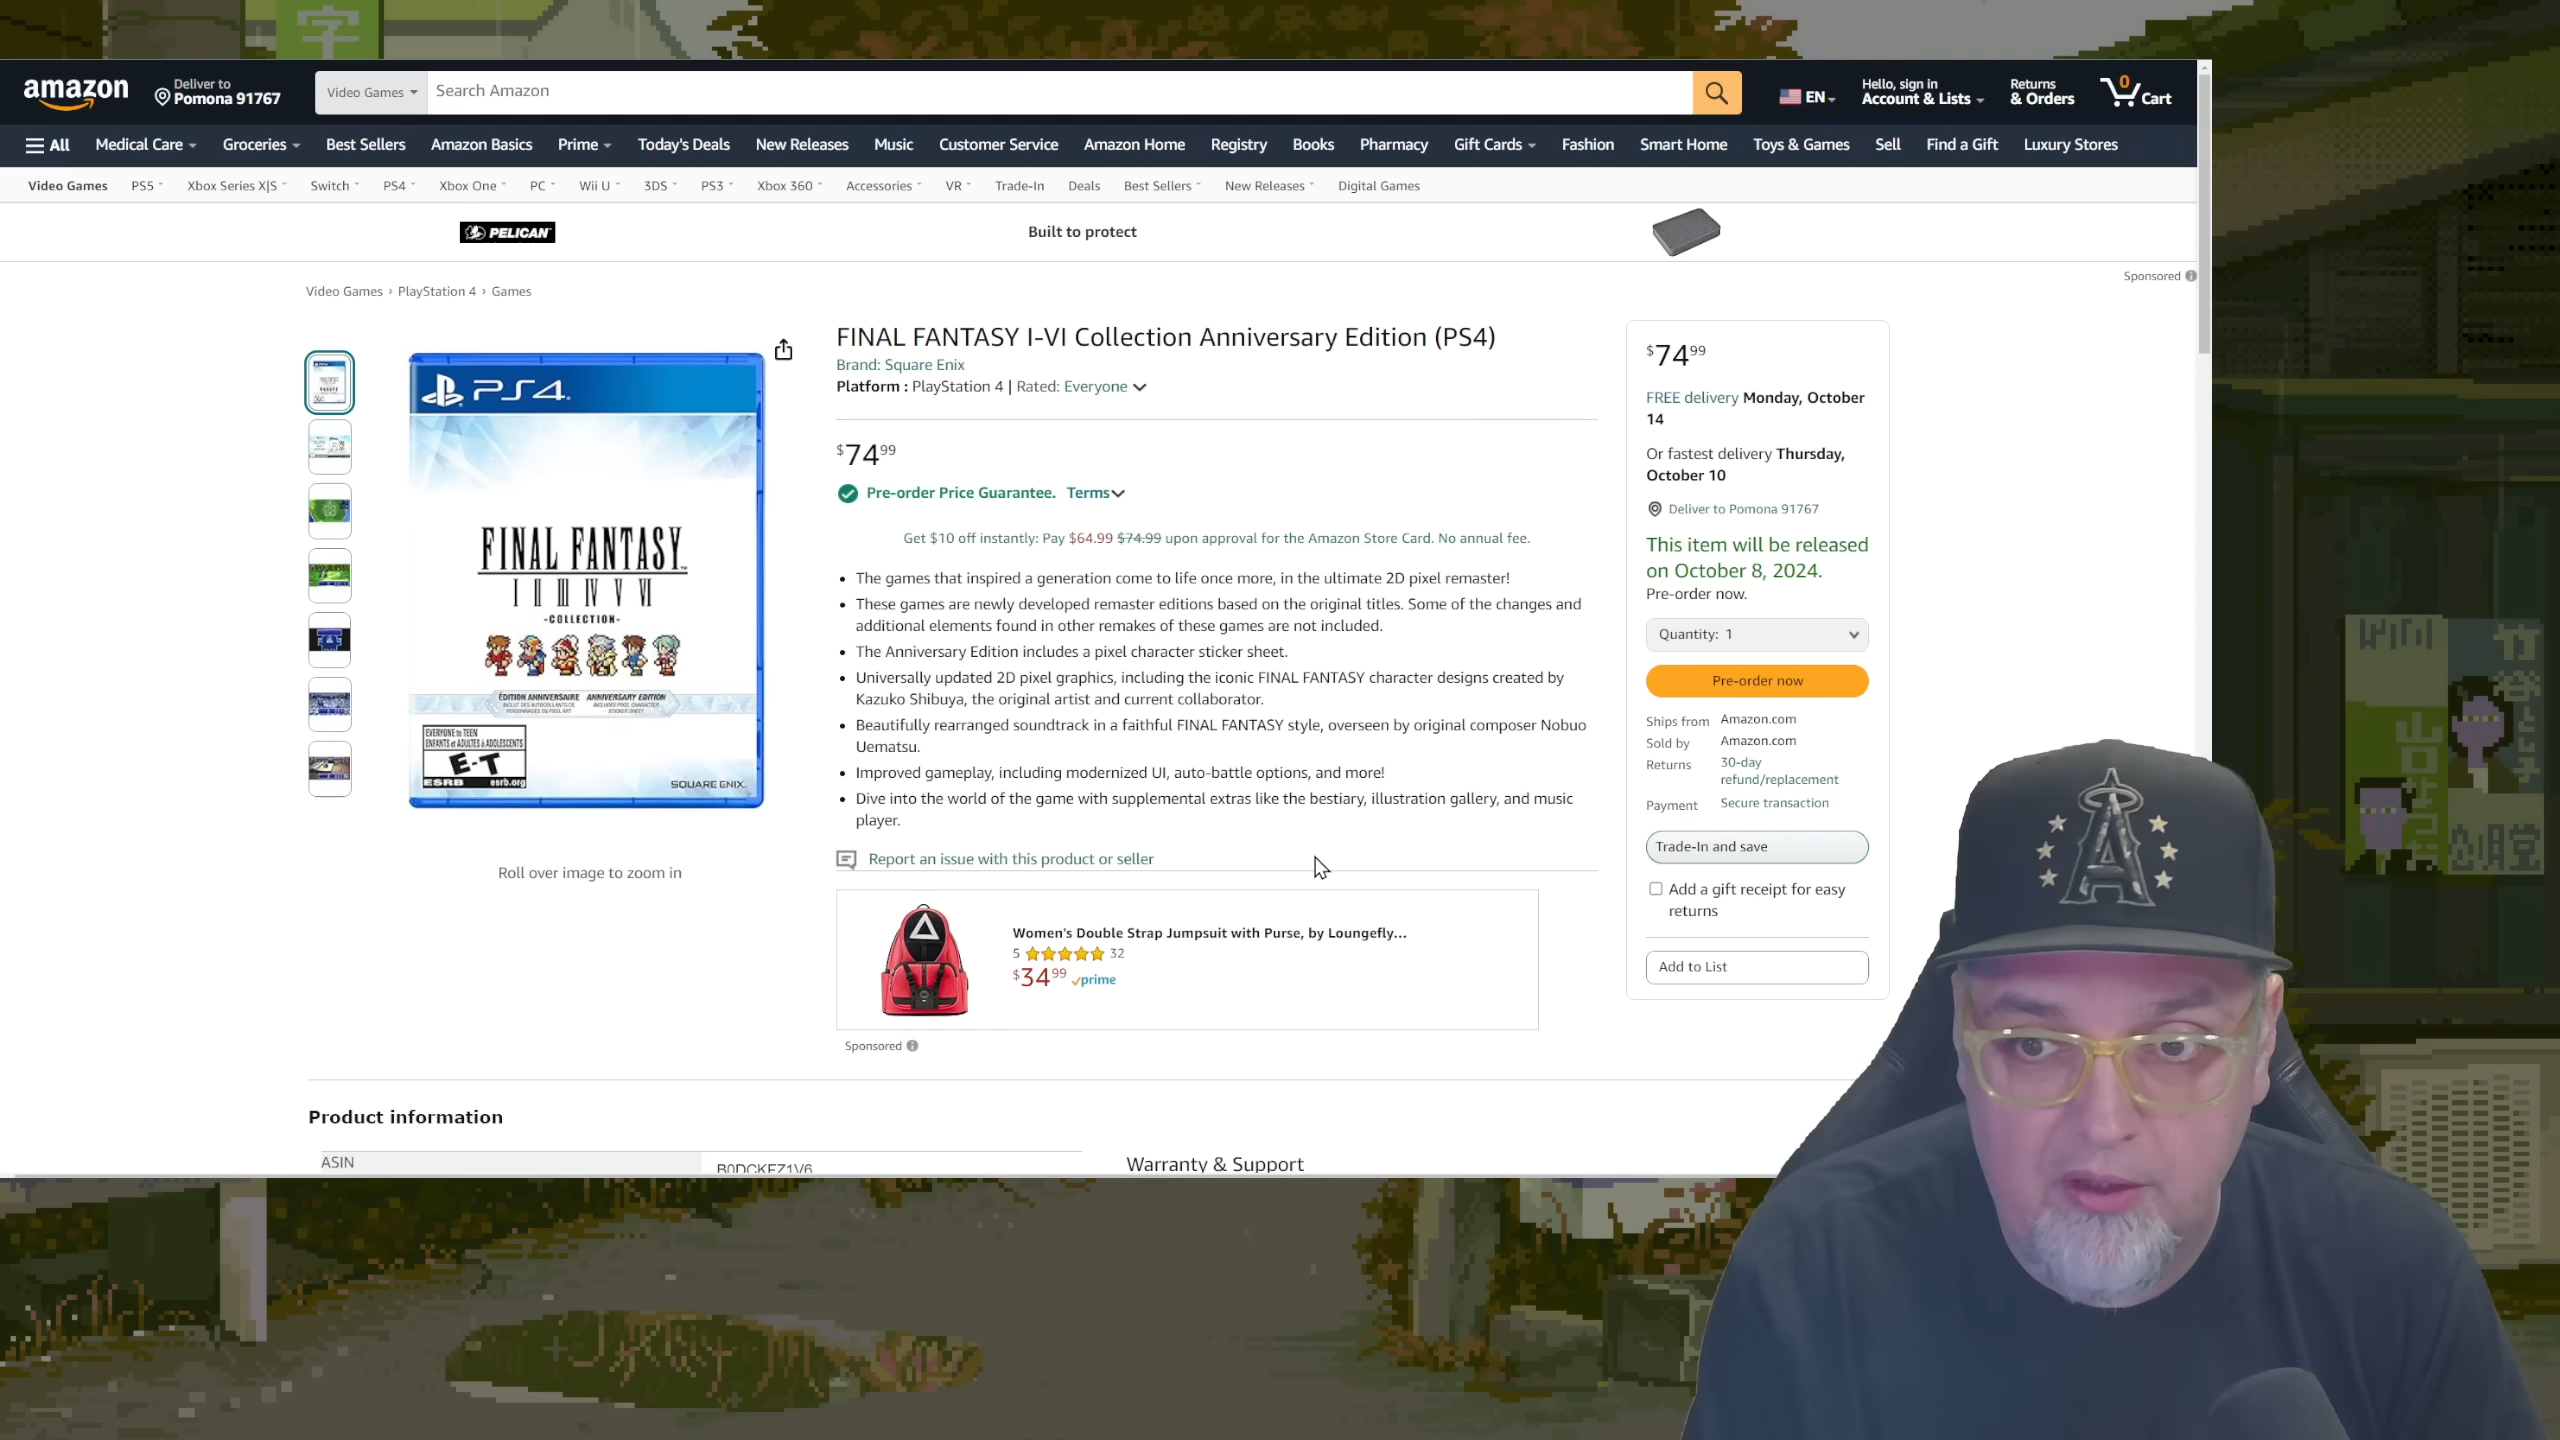 字
amazon
Deliver to
Pomona 91767
Video Games
Search Amazon
EN
Hello, sign in
Account & Lists
Returns
& Orders
0
Cart
All
Medical Care
Groceries
Best Sellers
Amazon Basics
Prime
Today's Deals
New Releases
Music
Customer Service
Amazon Home
Registry
Books
Pharmacy
Gift Cards
Fashion
Smart Home
Toys & Games
Sell
Find a Gift
Luxury Stores
Video Games
PS5
Xbox Series X|S
Switch
PS4
Xbox One
PC
Wii U
3DS
PS3
Xbox 360
Accessories
VR
Trade-In
Deals
Best Sellers
New Releases
Digital Games
PELICAN
Built to protect
Sponsored
Video Games › PlayStation 4 › Games
PS4
FINAL FANTASY
I II III IV V VI
-COLLECTION-
ÉDITION ANNIVERSAIRE
ANNIVERSARY EDITION
INCLUDES PIXEL CHARACTER
STICKER SHEET
EVERYONE to TEEN
ENFANTS et ADULTES à ADOLESCENTS
E-T
ESRB
esrb.org
SQUARE ENIX.
Roll over image to zoom in
FINAL FANTASY I-VI Collection Anniversary Edition (PS4)
Brand: Square Enix
Platform : PlayStation 4 | Rated: Everyone
$74 99
Pre-order Price Guarantee. Terms
Get $10 off instantly: Pay $64.99 $74.99 upon approval for the Amazon Store Card. No annual fee.
• The games that inspired a generation come to life once more, in the ultimate 2D pixel remaster!
• These games are newly developed remaster editions based on the original titles. Some of the changes and
additional elements found in other remakes of these games are not included.
• The Anniversary Edition includes a pixel character sticker sheet.
• Universally updated 2D pixel graphics, including the iconic FINAL FANTASY character designs created by
Kazuko Shibuya, the original artist and current collaborator.
• Beautifully rearranged soundtrack in a faithful FINAL FANTASY style, overseen by original composer Nobuo
Uematsu.
• Improved gameplay, including modernized UI, auto-battle options, and more!
• Dive into the world of the game with supplemental extras like the bestiary, illustration gallery, and music
player.
Report an issue with this product or seller
Women's Double Strap Jumpsuit with Purse, by Loungefly...
5
32
$34 99
prime
Sponsored
$74 99
FREE delivery Monday, October
14
Or fastest delivery Thursday,
October 10
Deliver to Pomona 91767
This item will be released
on October 8, 2024.
Pre-order now.
Quantity: 1
Pre-order now
Ships from Amazon.com
Sold by Amazon.com
Returns 30-day
refund/replacement
Payment Secure transaction
Trade-In and save
Add a gift receipt for easy
returns
Add to List
A
Product information
ASIN
B0DCKFZ1V6
Warranty & Support